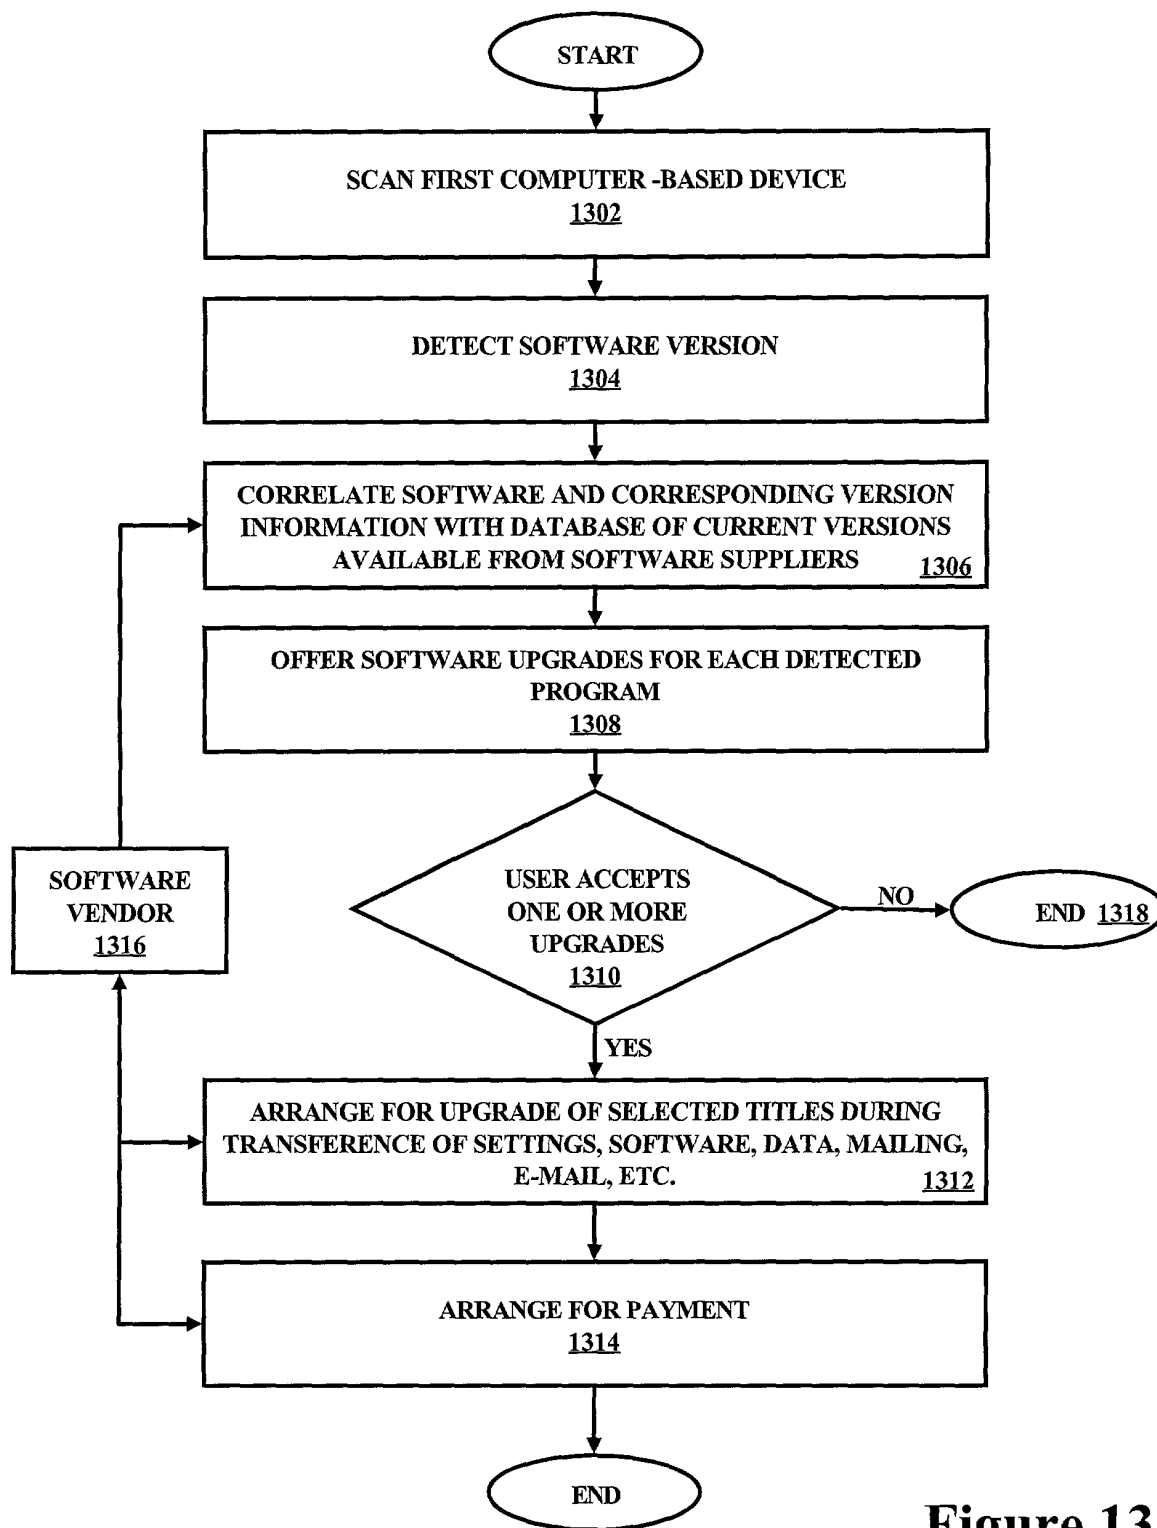 START
SCAN FIRST COMPUTER -BASED DEVICE
1302
DETECT SOFTWARE VERSION
1304
CORRELATE SOFTWARE AND CORRESPONDING VERSION
INFORMATION WITH DATABASE OF CURRENT VERSIONS
AVAILABLE FROM SOFTWARE SUPPLIERS
1306
OFFER SOFTWARE UPGRADES FOR EACH DETECTED
PROGRAM
1308
SOFTWARE
VENDOR
1316
USER ACCEPTS
ONE OR MORE
UPGRADES
1310
NO
END 1318
YES
ARRANGE FOR UPGRADE OF SELECTED TITLES DURING
TRANSFERENCE OF SETTINGS, SOFTWARE, DATA, MAILING,
E-MAIL, ETC.
1312
ARRANGE FOR PAYMENT
1314
END
Figure 13